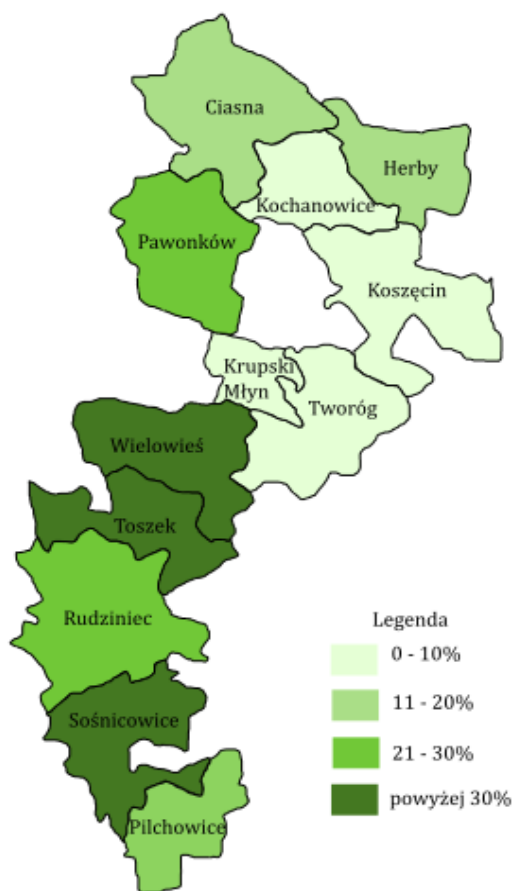 Ciasna
Herby
Kochanowice
Pawonków
Koszęcin
Krupski
Młyn
Tworóg
Wielowieś
Toszek
Rudziniec
Sośnicowice
Pilchowice
Legenda
0 - 10%
11 - 20%
21 - 30%
powyżej 30%